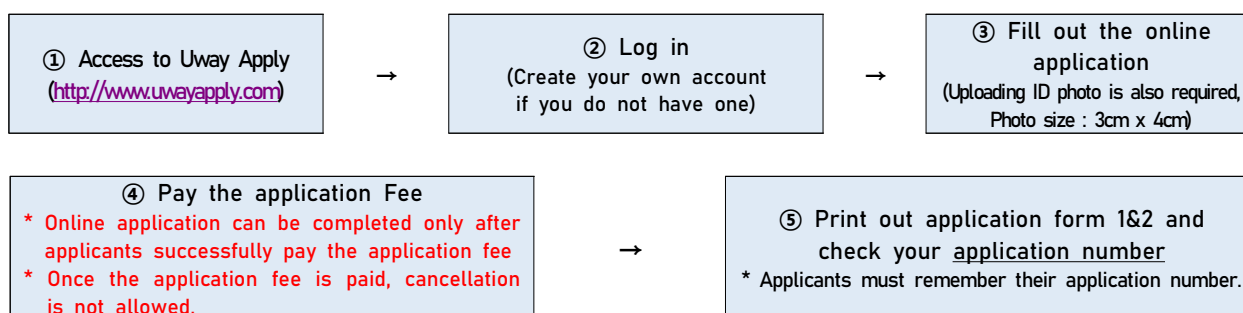 ① Access to Uway Apply
(http://www.uwayapply.com)
→
② Log in
(Create your own account
if you do not have one)
→
③ Fill out the online
application
(Uploading ID photo is also required,
Photo size : 3cm x 4cm)
④ Pay the application Fee
* Online application can be completed only after
applicants successfully pay the application fee
* Once the application fee is paid, cancellation
is not allowed.
→
⑤ Print out application form 1&2 and
check your application number
* Applicants must remember their application number.